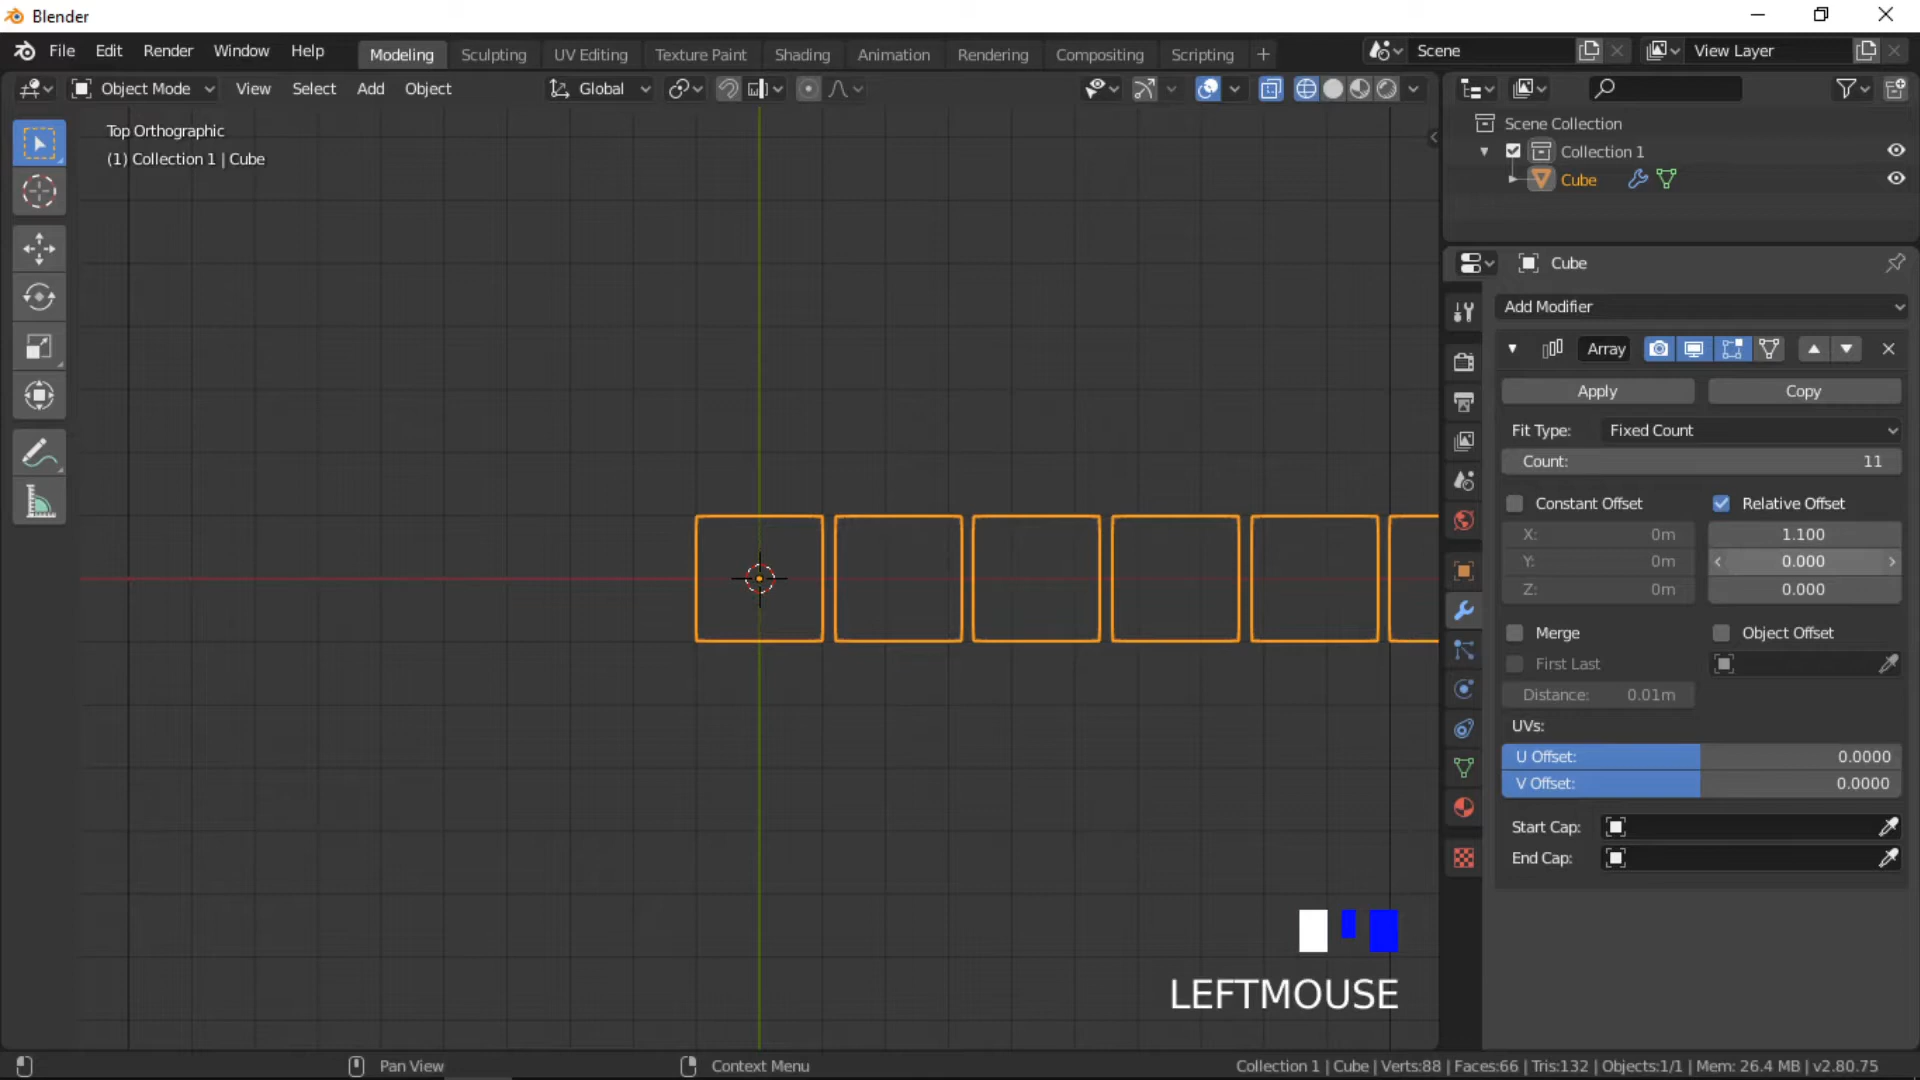 Blender
File Edit Render Window Help Modeling Sculpting UV Editing Texture Paint Shading Animation Rendering Compositing Scripting + Scene View Layer
Object Mode View Select Add Object Global
Top Orthographic
(1) Collection 1 | Cube
Scene Collection
Collection 1
Cube
Cube
Add Modifier
Array
Apply Copy
Fit Type: Fixed Count
Count: 11
Constant Offset Relative Offset
X: 0m 1.100
Y: 0m 0.000
Z: 0m 0.000
Merge Object Offset
First Last
Distance: 0.01m
UVs:
U Offset: 0.0000
V Offset: 0.0000
Start Cap:
End Cap:
LEFTMOUSE
Pan View Context Menu Collection 1 | Cube | Verts:88 | Faces:66 | Tris:132 | Objects:1/1 | Mem: 26.4 MB | v2.80.75